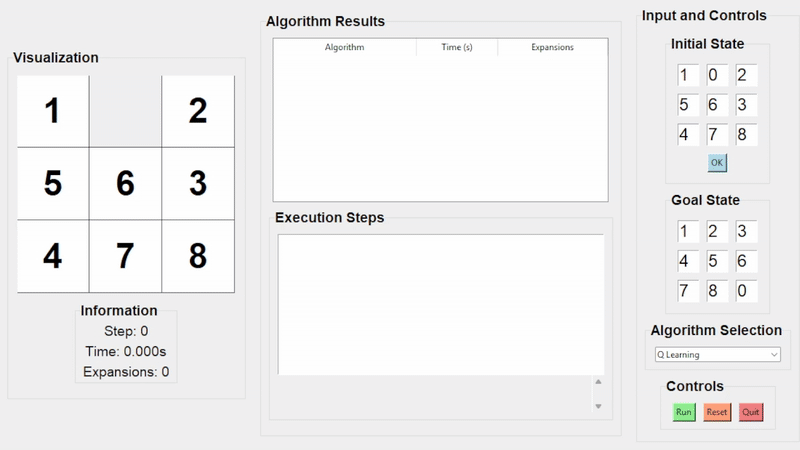 Visualization
1 2
5 6 3
4 7 8
Information
Step: 0
Time: 0.000s
Expansions: 0
Algorithm Results
Algorithm Time (s) Expansions
Execution Steps
Input and Controls
Initial State
1 0 2
5 6 3
4 7 8
OK
Goal State
1 2 3
4 5 6
7 8 0
Algorithm Selection
Q Learning
Controls
Run Reset Quit